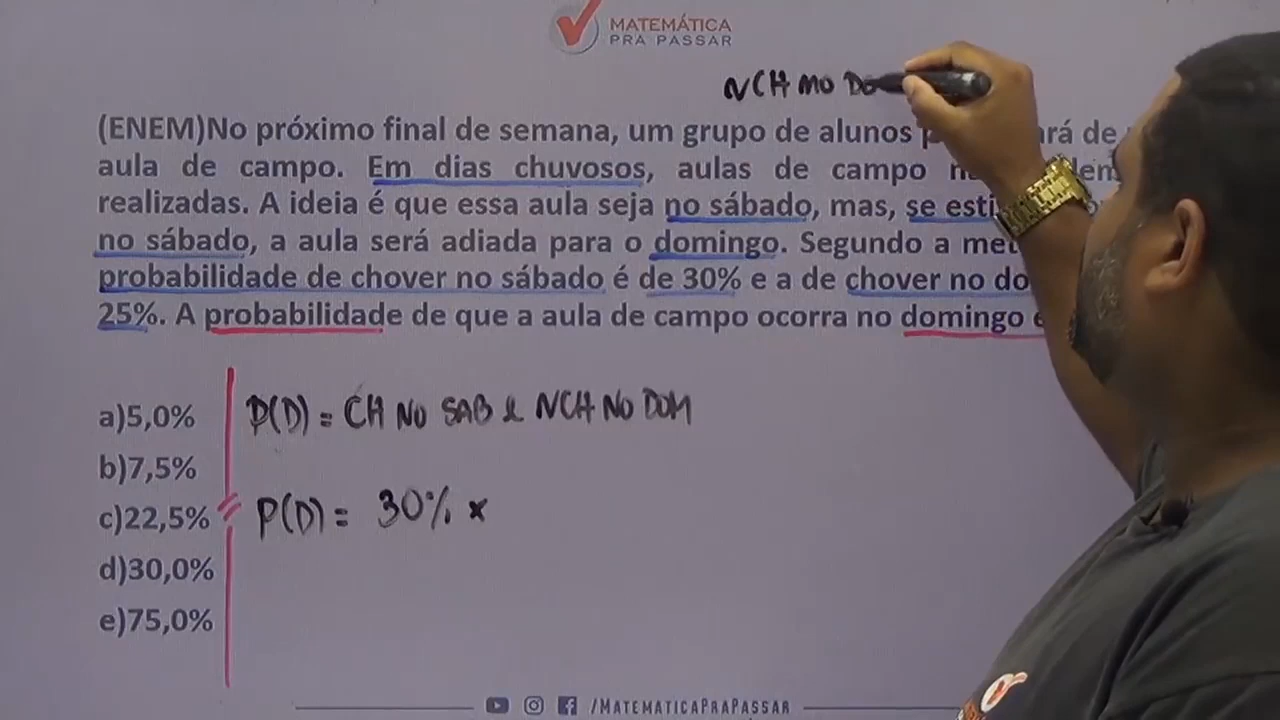 MATEMÁTICA
PRA PASSAR
NCH MO DO
(ENEM)No próximo final de semana, um grupo de alunos de
aula de campo. Em dias chuvosos, aulas de campo
realizadas. A ideia é que essa aula seja no sábado, mas, se
no sábado, a aula será adiada para o domingo. Segundo a
probabilidade de chover no sábado é de 30% e a de chover no
25%. A probabilidade de que a aula de campo ocorra no domingo
a)5,0%
P(D) = CH NO SAB & NCH NO DOM
b)7,5%
c)22,5%
P(D) = 30% x
d)30,0%
e)75,0%
/MATEMATICAPRAPASSAR